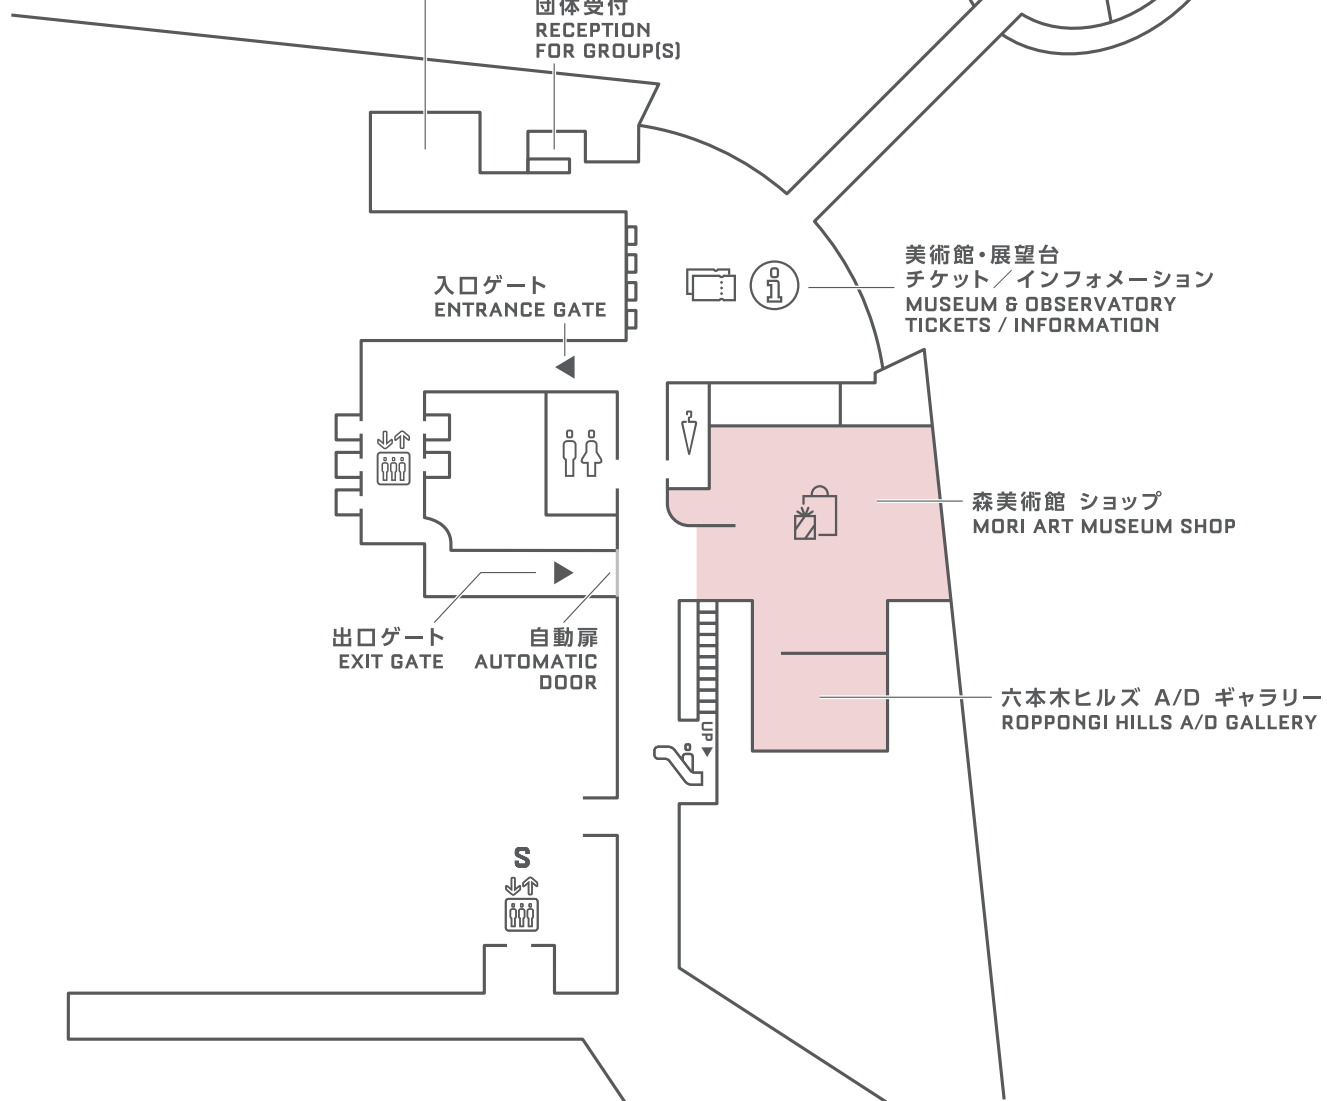 団体受付
RECEPTION
FOR GROUP(S)
美術館・展望台
チケット／インフォメーション
MUSEUM & OBSERVATORY
TICKETS / INFORMATION
入口ゲート
ENTRANCE GATE
森美術館 ショップ
MORI ART MUSEUM SHOP
出口ゲート
EXIT GATE
自動扉
AUTOMATIC
DOOR
六本木ヒルズ A/D ギャラリー
ROPPONGI HILLS A/D GALLERY
UP
S